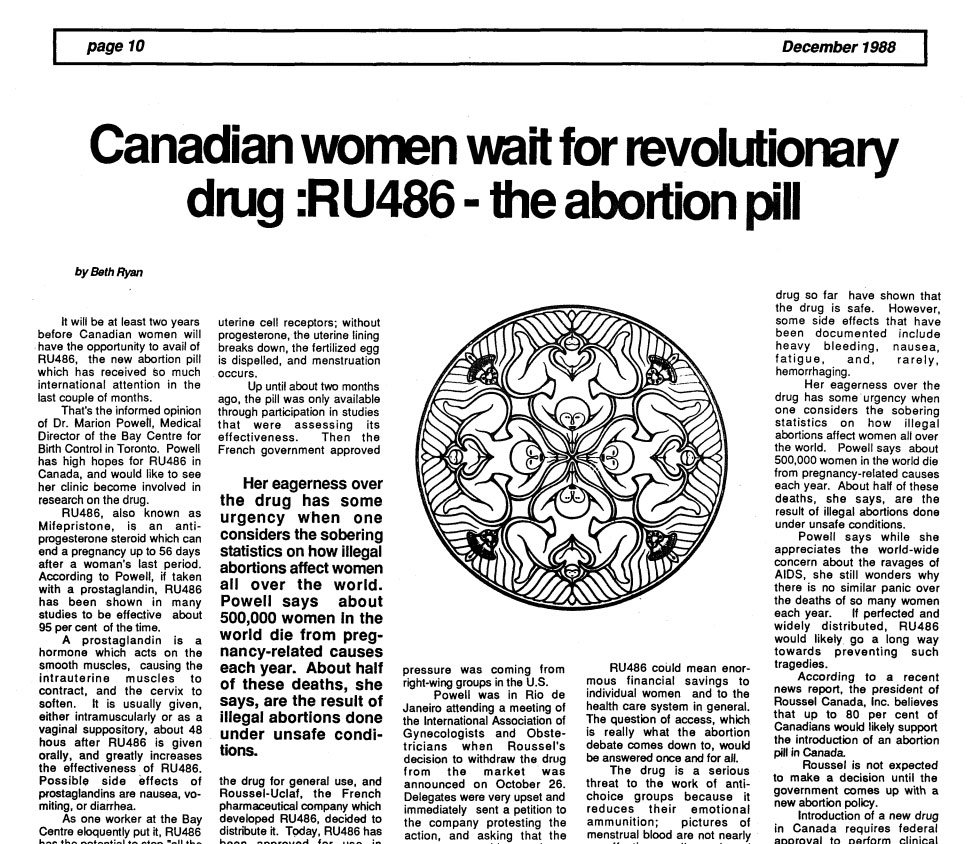 page 10
December 1988
Canadian women wait for revolutionary
drug :RU486 - the abortion pill
by Beth Ryan
It will be at least two years
before Canadian women will
have the opportunity to avail of
RU486, the new abortion pill
which has received so much
international attention in the
last couple of months.
That's the informed opinion
of Dr. Marion Powell, Medical
Director of the Bay Centre for
Birth Control in Toronto. Powell
has high hopes for RU486 in
Canada, and would like to see
her clinic become involved in
research on the drug.
RU486, also known as
Mifepristone, is an anti-
progesterone steroid which can
end a pregnancy up to 56 days
after a woman's last period.
According to Powell, if taken
with a prostaglandin, RU486
has been shown in many
studies to be effective about
95 per cent of the time.
A prostaglandin is a
hormone which acts on the
smooth muscles, causing the
intrauterine muscles to
contract, and the cervix to
soften. It is usually given,
either intramuscularly or as a
vaginal suppository, about 48
hous after RU486 is given
orally, and greatly increases
the effectiveness of RU486.
Possible side effects of
prostaglandins are nausea, vo-
miting, or diarrhea.
As one worker at the Bay
Centre eloquently put it, RU486
has the potential to stop "all the
uterine cell receptors; without
progesterone, the uterine lining
breaks down, the fertilized egg
is dispelled, and menstruation
occurs.
Up until about two months
ago, the pill was only available
through participation in studies
that were assessing its
effectiveness. Then the
French government approved
Her eagerness over
the drug has some
urgency when one
considers the sobering
statistics on how illegal
abortions affect women
all over the world.
Powell says about
500,000 women in the
world die from preg-
nancy-related causes
each year. About half
of these deaths, she
says, are the result of
illegal abortions done
under unsafe condi-
tions.
the drug for general use, and
Roussel-Uclaf, the French
pharmaceutical company which
developed RU486, decided to
distribute it. Today, RU486 has
been approved for use in
pressure was coming from
right-wing groups in the U.S.
Powell was in Rio de
Janeiro attending a meeting of
the International Association of
Gynecologists and Obste-
tricians when Roussel's
decision to withdraw the drug
from the market was
announced on October 26.
Delegates were very upset and
immediately sent a petition to
the company protesting the
action, and asking that the
RU486 could mean enor-
mous financial savings to
individual women and to the
health care system in general.
The question of access, which
is really what the abortion
debate comes down to, would
be answered once and for all.
The drug is a serious
threat to the work of anti-
choice groups because it
reduces their emotional
ammunition; pictures of
menstrual blood are not nearly
drug so far have shown that
the drug is safe. However,
some side effects that have
been documented include
heavy bleeding, nausea,
fatigue, and, rarely,
hemorrhaging.
Her eagerness over the
drug has some urgency when
one considers the sobering
statistics on how illegal
abortions affect women all over
the world. Powell says about
500,000 women in the world die
from pregnancy-related causes
each year. About half of these
deaths, she says, are the
result of illegal abortions done
under unsafe conditions.
Powell says while she
appreciates the world-wide
concern about the ravages of
AIDS, she still wonders why
there is no similar panic over
the deaths of so many women
each year. If perfected and
widely distributed, RU486
would likely go a long way
towards preventing such
tragedies.
According to a recent
news report, the president of
Roussel Canada, Inc. believes
that up to 80 per cent of
Canadians would likely support
the introduction of an abortion
pill in Canada.
Roussel is not expected
to make a decision until the
government comes up with a
new abortion policy.
Introduction of a new drug
in Canada requires federal
approval to perform clinical